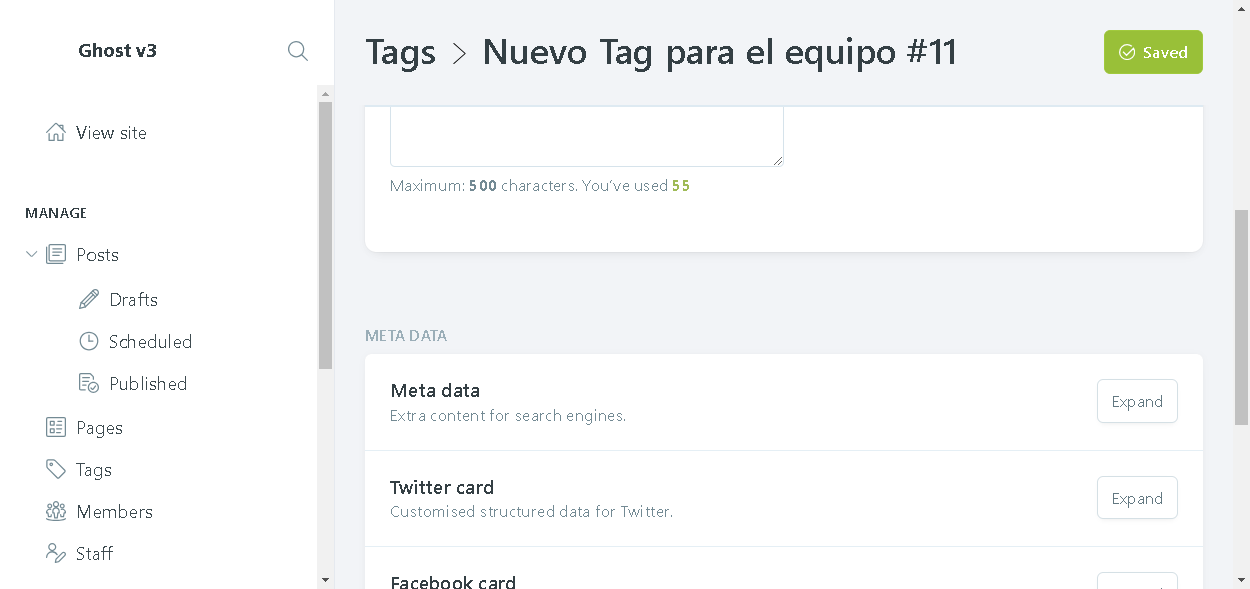 Ghost v3
View site
MANAGE
Posts
Drafts
Scheduled
Published
Pages
Tags
Members
Staff
Tags > Nuevo Tag para el equipo #11
Saved
Maximum: 500 characters. You’ve used 55
META DATA
Meta data
Extra content for search engines.
Expand
Twitter card
Customised structured data for Twitter.
Expand
Facebook card